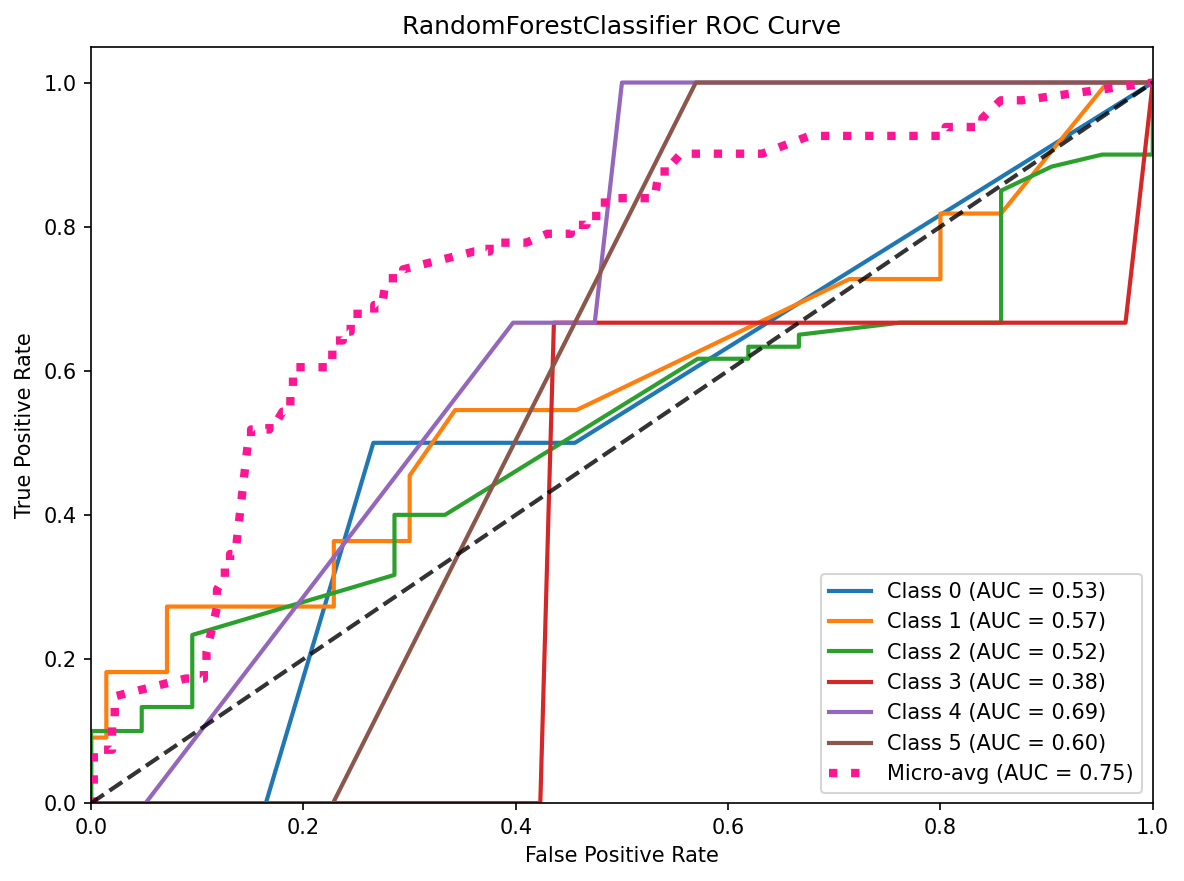 RandomForestClassifier ROC Curve
True Positive Rate
1.0
0.8
0.6
0.4
0.2
0.0
Class 0 (AUC = 0.53)
Class 1 (AUC = 0.57)
Class 2 (AUC = 0.52)
Class 3 (AUC = 0.38)
Class 4 (AUC = 0.69)
Class 5 (AUC = 0.60)
Micro-avg (AUC = 0.75)
0.0 0.2 0.4 0.6 0.8 1.0
False Positive Rate